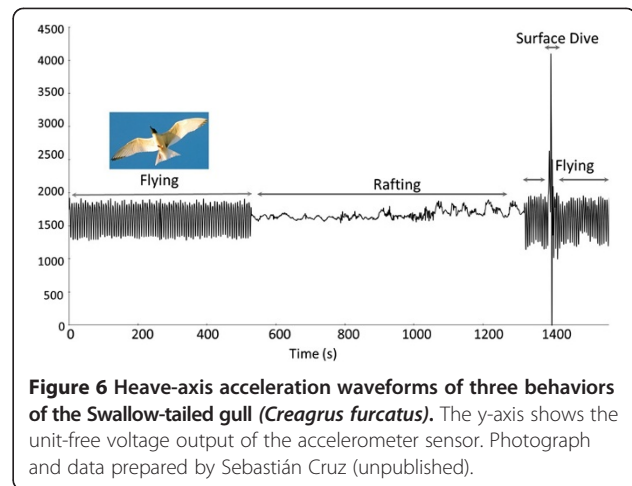 4500
4000
3500
3000
2500
2000
1500
1000
500
0
Surface Dive
Flying
Rafting
Flying
0 200 400 600 800 1000 1200 1400
Time (s)
Figure 6 Heave-axis acceleration waveforms of three behaviors
of the Swallow-tailed gull (Creagrus furcatus). The y-axis shows the
unit-free voltage output of the accelerometer sensor. Photograph
and data prepared by Sebastián Cruz (unpublished).